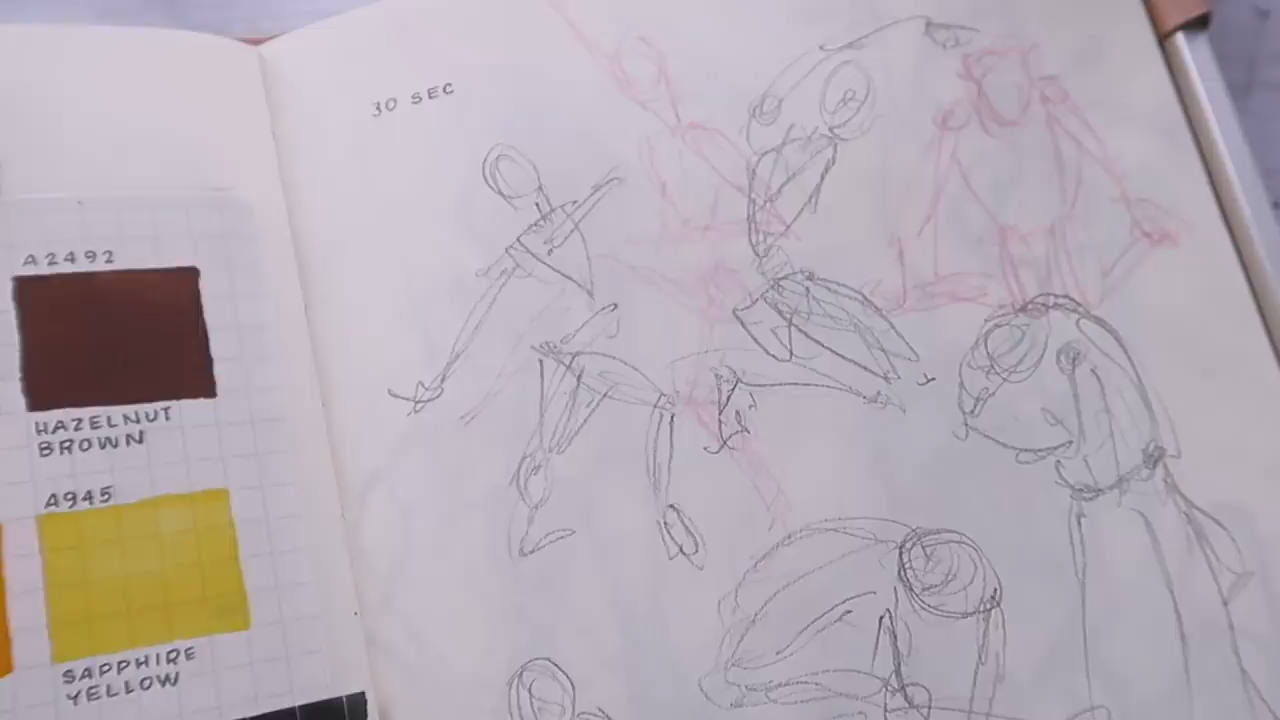 A2492
HAZELNUT
BROWN
A945
SAPPHIRE
YELLOW
30 SEC